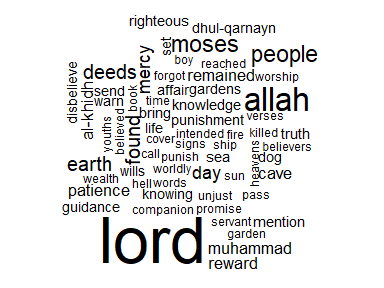 righteous
dhul-qarnayn
set moses
boy reached people
deeds mercy forgot remained worship
disbelieve send book affair gardens
al-khidh warn time knowledge allah
youths believed bring punishment verses
life cover intended fire killed truth
found signs ship believers
earth call punish sea heavens dog
wealth wills worldly day sun cave
patience hell words
guidance knowing unjust pass
companion promise
lord servant mention
garden
muhammad
reward